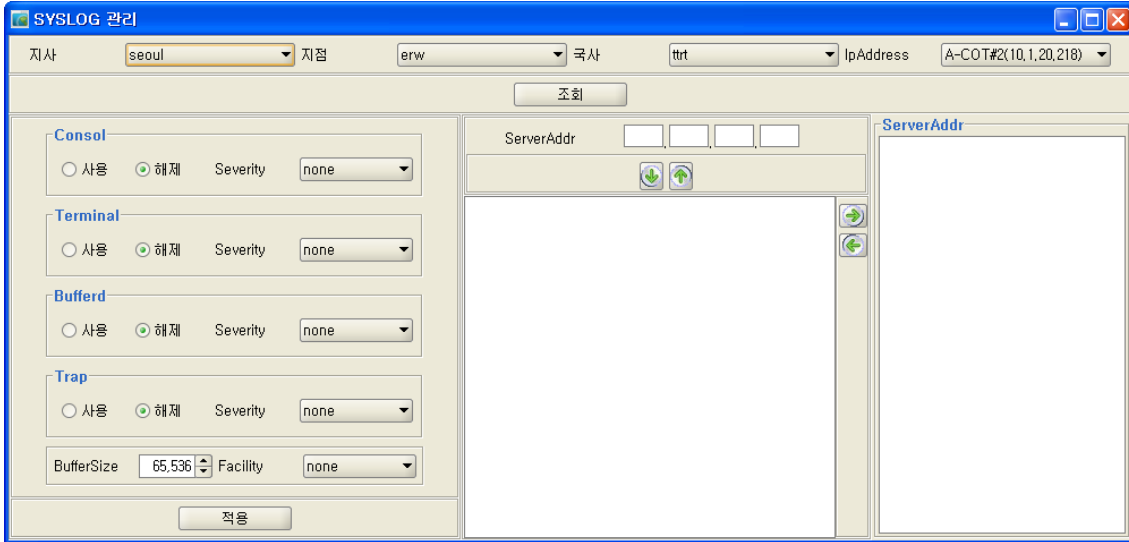 SYSLOG 관리
지사 seoul 지점 erw 국사 ttrt IpAddress A-COT#2(10,1,20,218)
조회
Consol
사용 해제 Severity none
Terminal
사용 해제 Severity none
Bufferd
사용 해제 Severity none
Trap
사용 해제 Severity none
BufferSize 65,536 Facility none
적용
ServerAddr . . .
ServerAddr